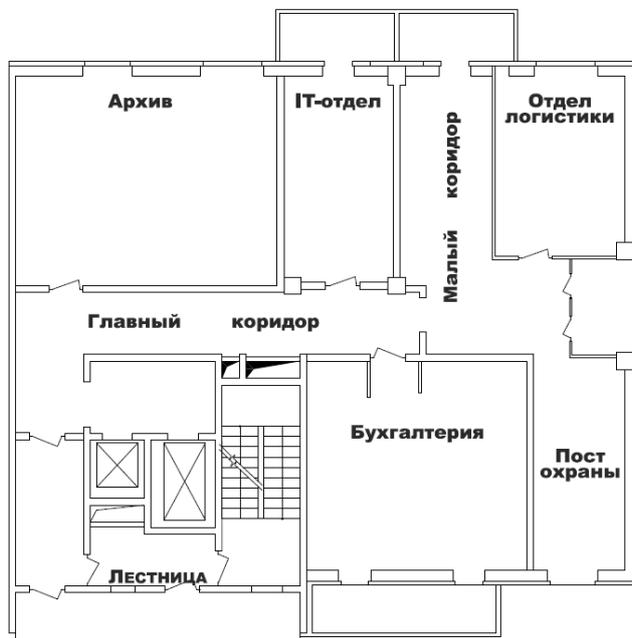 Архив
IT-отдел
Отдел
логистики
Малый коридор
Главный коридор
Бухгалтерия
Пост
охраны
Лестница